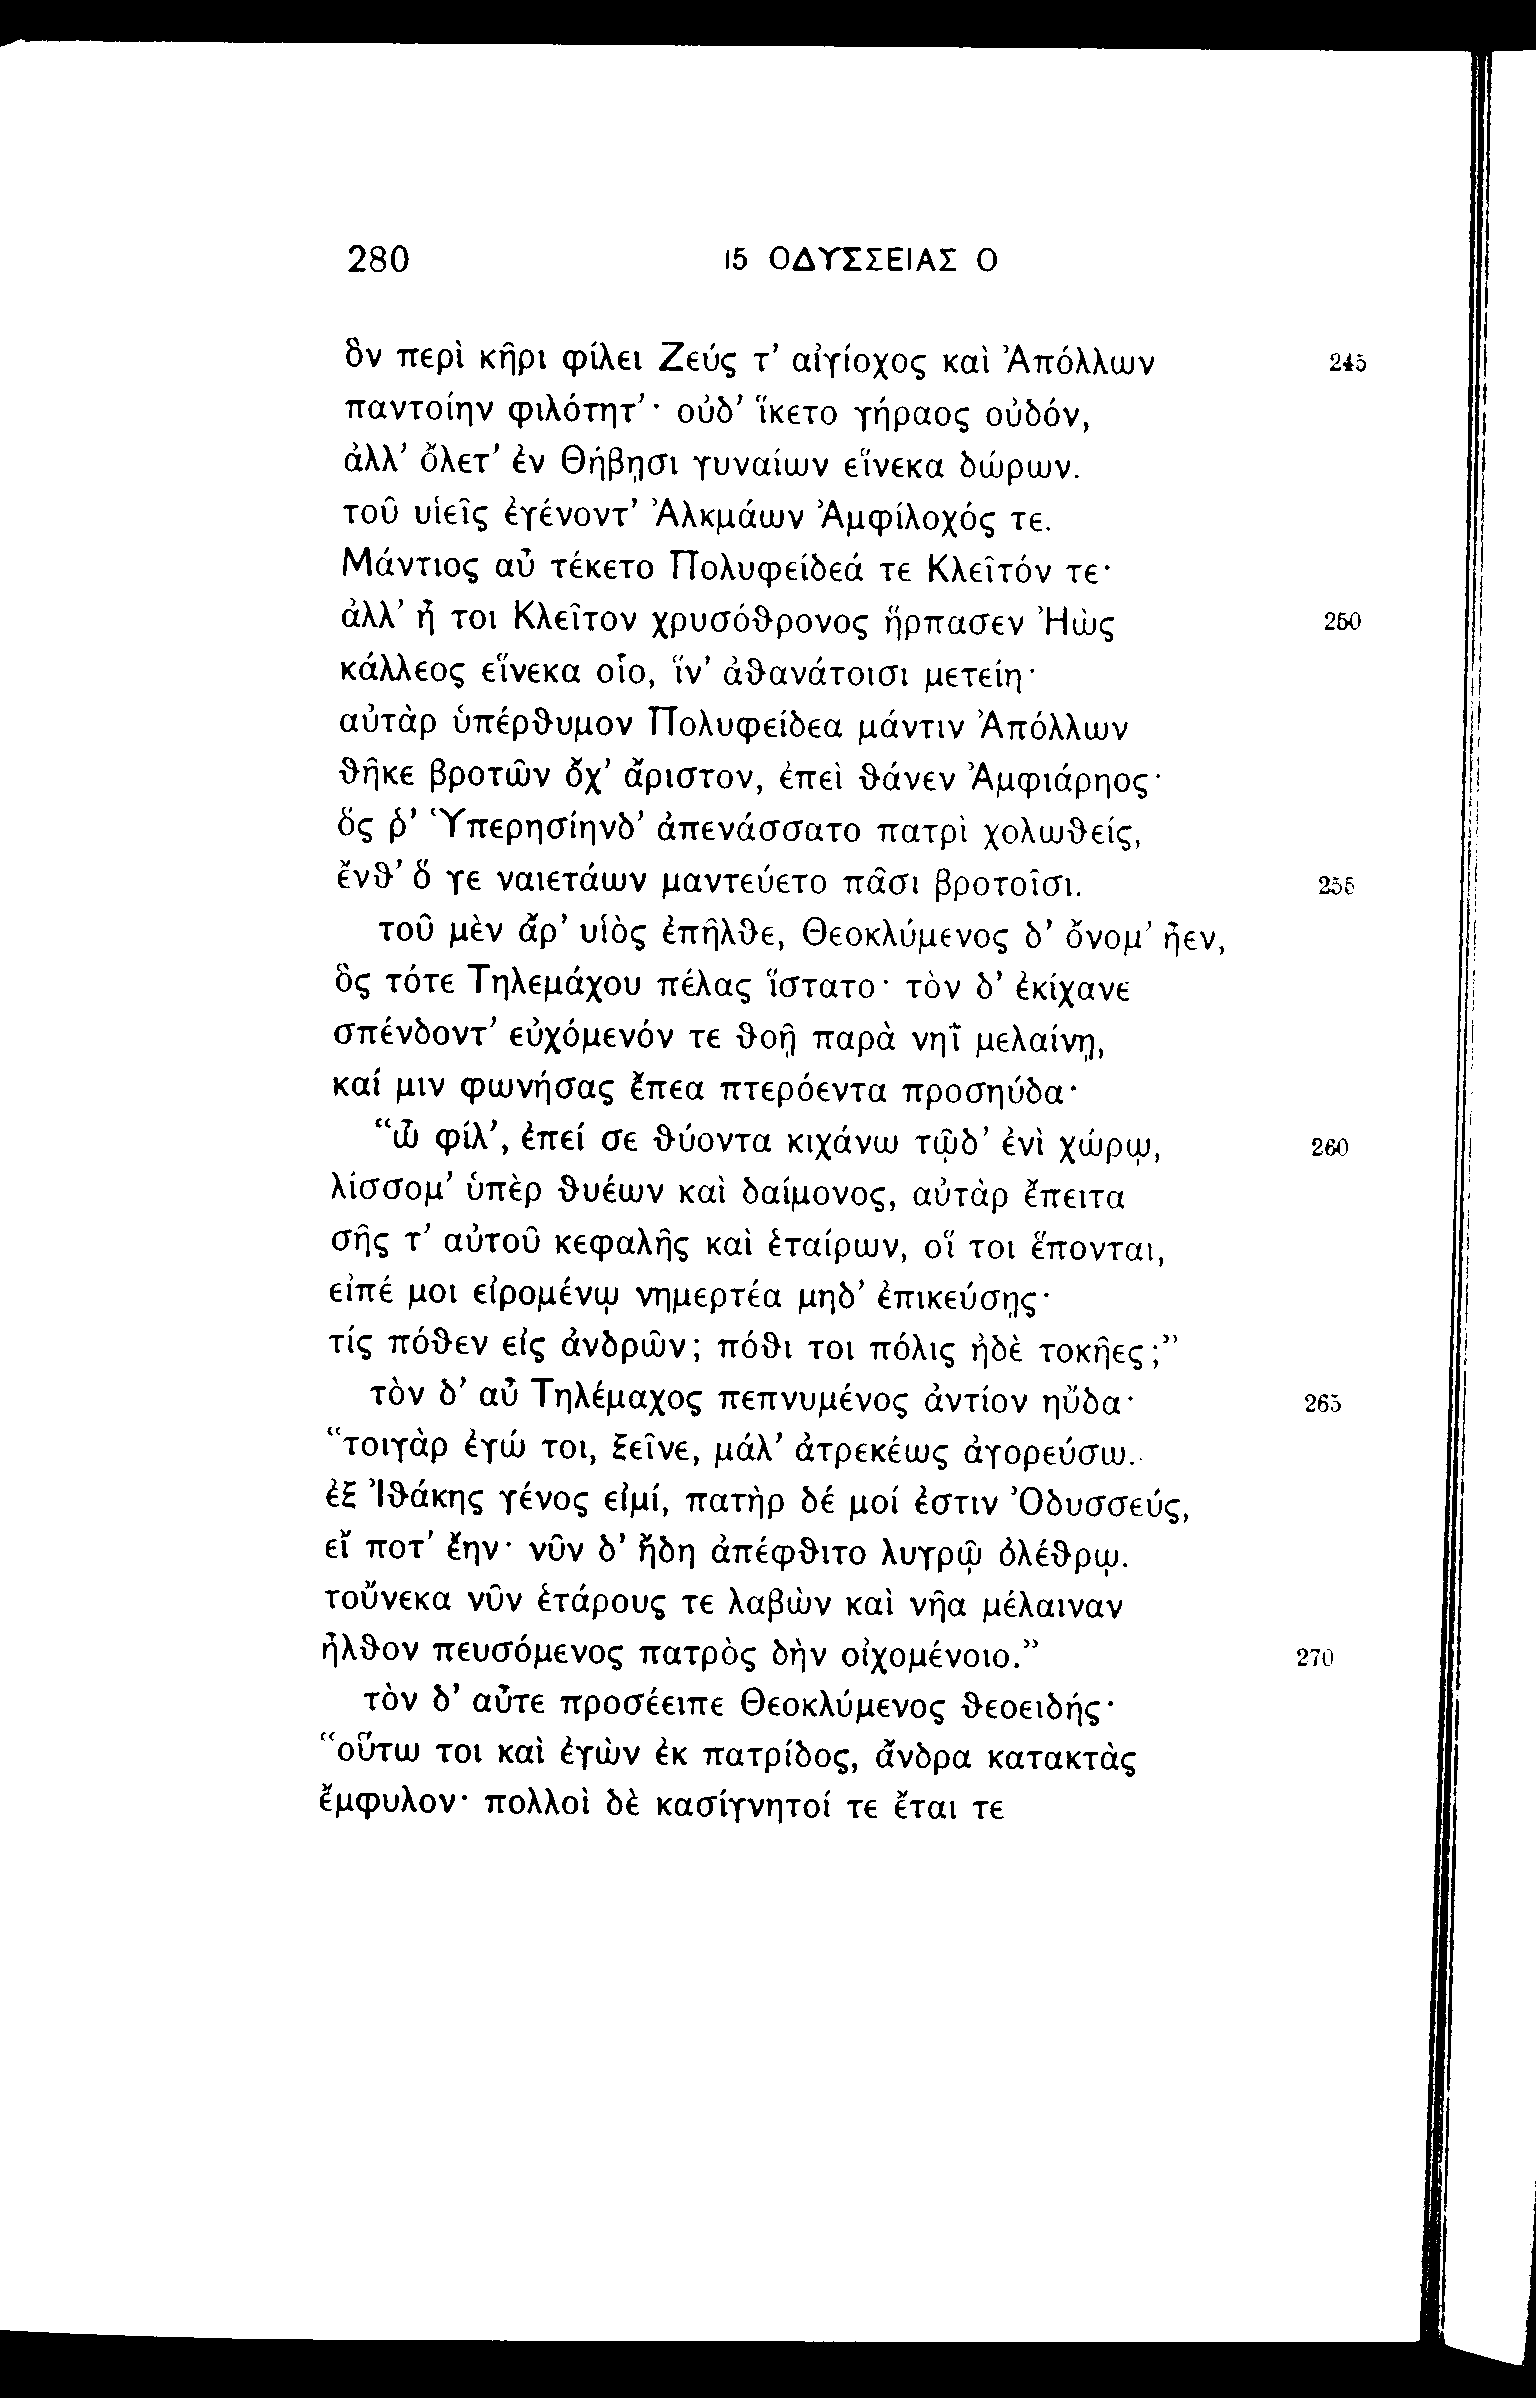 280 15 ΟΔΥΣΣΕΙΑΣ Ο
ὃν περὶ κῆρι φίλει Ζεύς τ’ αἰγίοχος καὶ Ἀπόλλων 245
παντοίην φιλότητ’· οὐδ’ ἵκετο γήραος οὐδόν,
ἀλλ’ ὄλετ’ ἐν Θήβῃσι γυναίων εἵνεκα δώρων.
τοῦ υἱεῖς ἐγένοντ’ Ἀλκμάων Ἀμφίλοχός τε.
Μάντιος αὖ τέκετο Πολυφείδεά τε Κλεῖτόν τε·
ἀλλ’ ἦ τοι Κλεῖτον χρυσόθρονος ἥρπασεν Ἠὼς 250
κάλλεος εἵνεκα οἷο, ἵν’ ἀθανάτοισι μετείη·
αὐτὰρ ὑπέρθυμον Πολυφείδεα μάντιν Ἀπόλλων
θῆκε βροτῶν ὄχ’ ἄριστον, ἐπεὶ θάνεν Ἀμφιάρηος·
ὅς ῥ’ Ὑπερησίηνδ’ ἀπενάσσατο πατρὶ χολωθείς,
ἔνθ’ ὅ γε ναιετάων μαντεύετο πᾶσι βροτοῖσι. 255
τοῦ μὲν ἄρ’ υἱὸς ἐπῆλθε, Θεοκλύμενος δ’ ὄνομ’ ἦεν,
ὃς τότε Τηλεμάχου πέλας ἵστατο· τὸν δ’ ἐκίχανε
σπένδοντ’ εὐχόμενόν τε θοῇ παρὰ νηῒ μελαίνῃ,
καί μιν φωνήσας ἔπεα πτερόεντα προσηύδα·
“ὦ φίλ’, ἐπεί σε θύοντα κιχάνω τῷδ’ ἐνὶ χώρῳ, 260
λίσσομ’ ὑπὲρ θυέων καὶ δαίμονος, αὐτὰρ ἔπειτα
σῆς τ’ αὐτοῦ κεφαλῆς καὶ ἑταίρων, οἵ τοι ἕπονται,
εἰπέ μοι εἰρομένῳ νημερτέα μηδ’ ἐπικεύσῃς·
τίς πόθεν εἰς ἀνδρῶν; πόθι τοι πόλις ἠδὲ τοκῆες;”
τὸν δ’ αὖ Τηλέμαχος πεπνυμένος ἀντίον ηὔδα· 265
“τοιγὰρ ἐγώ τοι, ξεῖνε, μάλ’ ἀτρεκέως ἀγορεύσω.
ἐξ Ἰθάκης γένος εἰμί, πατὴρ δέ μοί ἐστιν Ὀδυσσεύς,
εἴ ποτ’ ἔην· νῦν δ’ ἤδη ἀπέφθιτο λυγρῷ ὀλέθρῳ.
τοὔνεκα νῦν ἑτάρους τε λαβὼν καὶ νῆα μέλαιναν
ἦλθον πευσόμενος πατρὸς δὴν οἰχομένοιο.” 270
τὸν δ’ αὖτε προσέειπε Θεοκλύμενος θεοειδής·
“οὕτω τοι καὶ ἐγὼν ἐκ πατρίδος, ἄνδρα κατακτὰς
ἔμφυλον· πολλοὶ δὲ κασίγνητοί τε ἔται τε